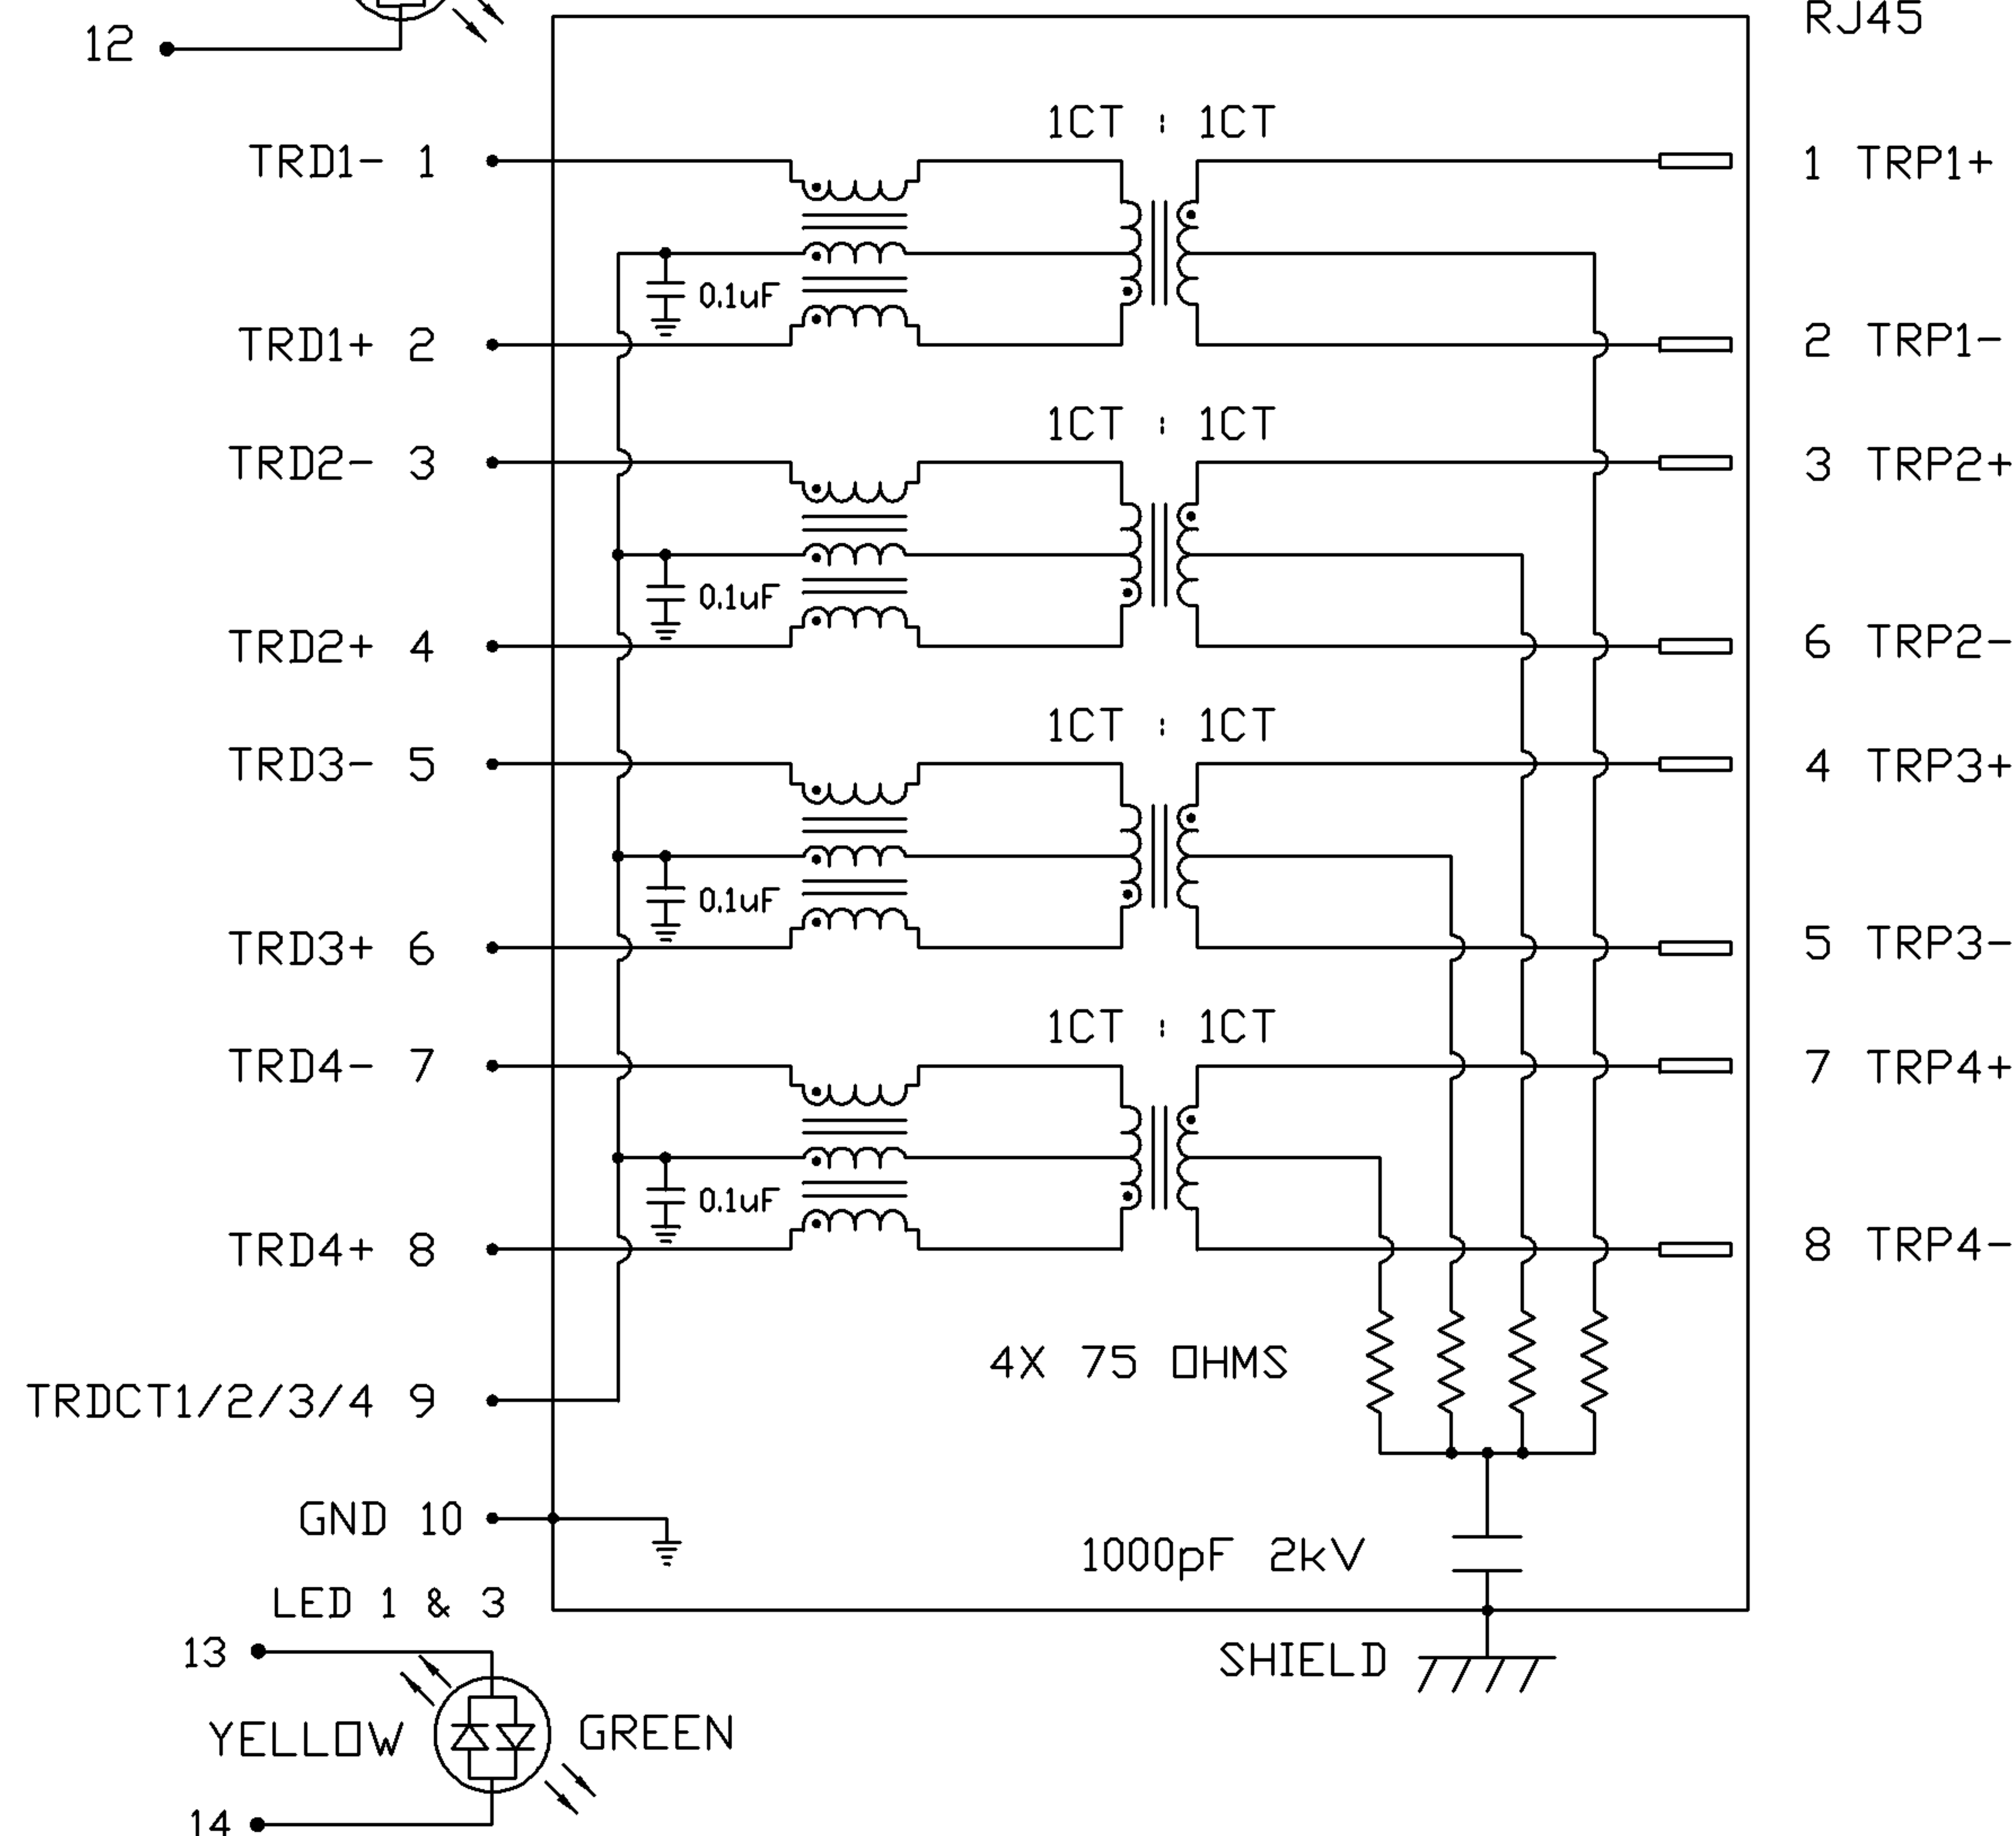 RJ45
12
1CT : 1CT
TRD1- 1
1 TRP1+
0.1uF
TRD1+ 2
2 TRP1-
1CT : 1CT
TRD2- 3
3 TRP2+
0.1uF
TRD2+ 4
6 TRP2-
1CT : 1CT
TRD3- 5
4 TRP3+
0.1uF
TRD3+ 6
5 TRP3-
1CT : 1CT
TRD4- 7
7 TRP4+
0.1uF
TRD4+ 8
8 TRP4-
4X 75 OHMS
TRDCT1/2/3/4 9
GND 10
1000pF 2kV
LED 1 & 3
13
SHIELD
YELLOW
GREEN
14